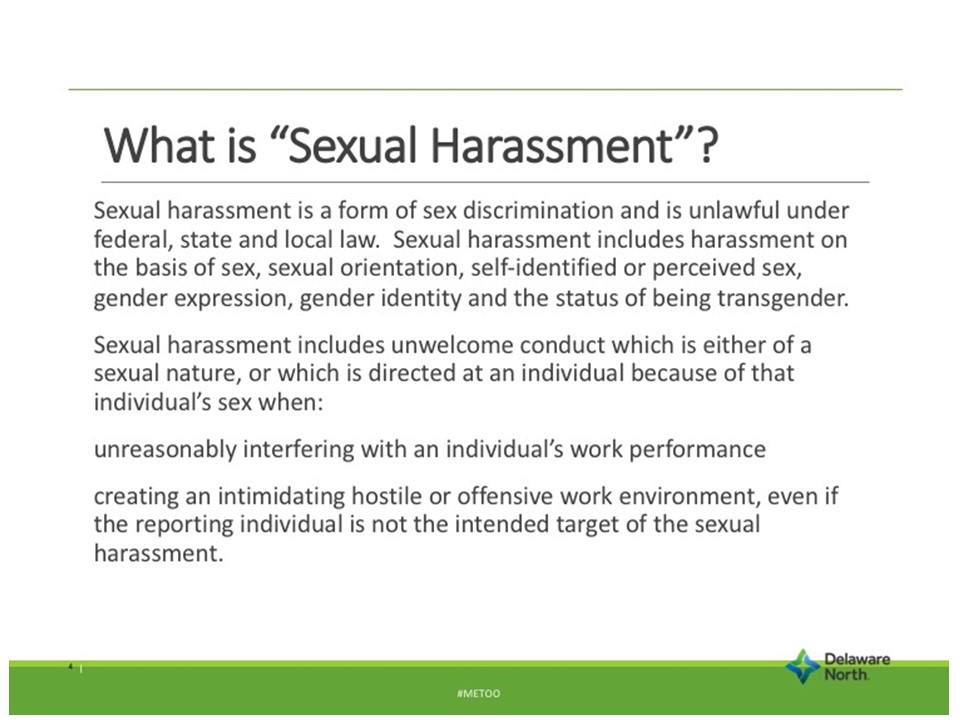 What is “Sexual Harassment”?
Sexual harassment is a form of sex discrimination and is unlawful under
federal, state and local law.  Sexual harassment includes harassment on
the basis of sex, sexual orientation, self-identified or perceived sex,
gender expression, gender identity and the status of being transgender.
Sexual harassment includes unwelcome conduct which is either of a
sexual nature, or which is directed at an individual because of that
individual’s sex when:
unreasonably interfering with an individual’s work performance
creating an intimidating hostile or offensive work environment, even if
the reporting individual is not the intended target of the sexual
harassment.
4 |
Delaware
North
#METOO